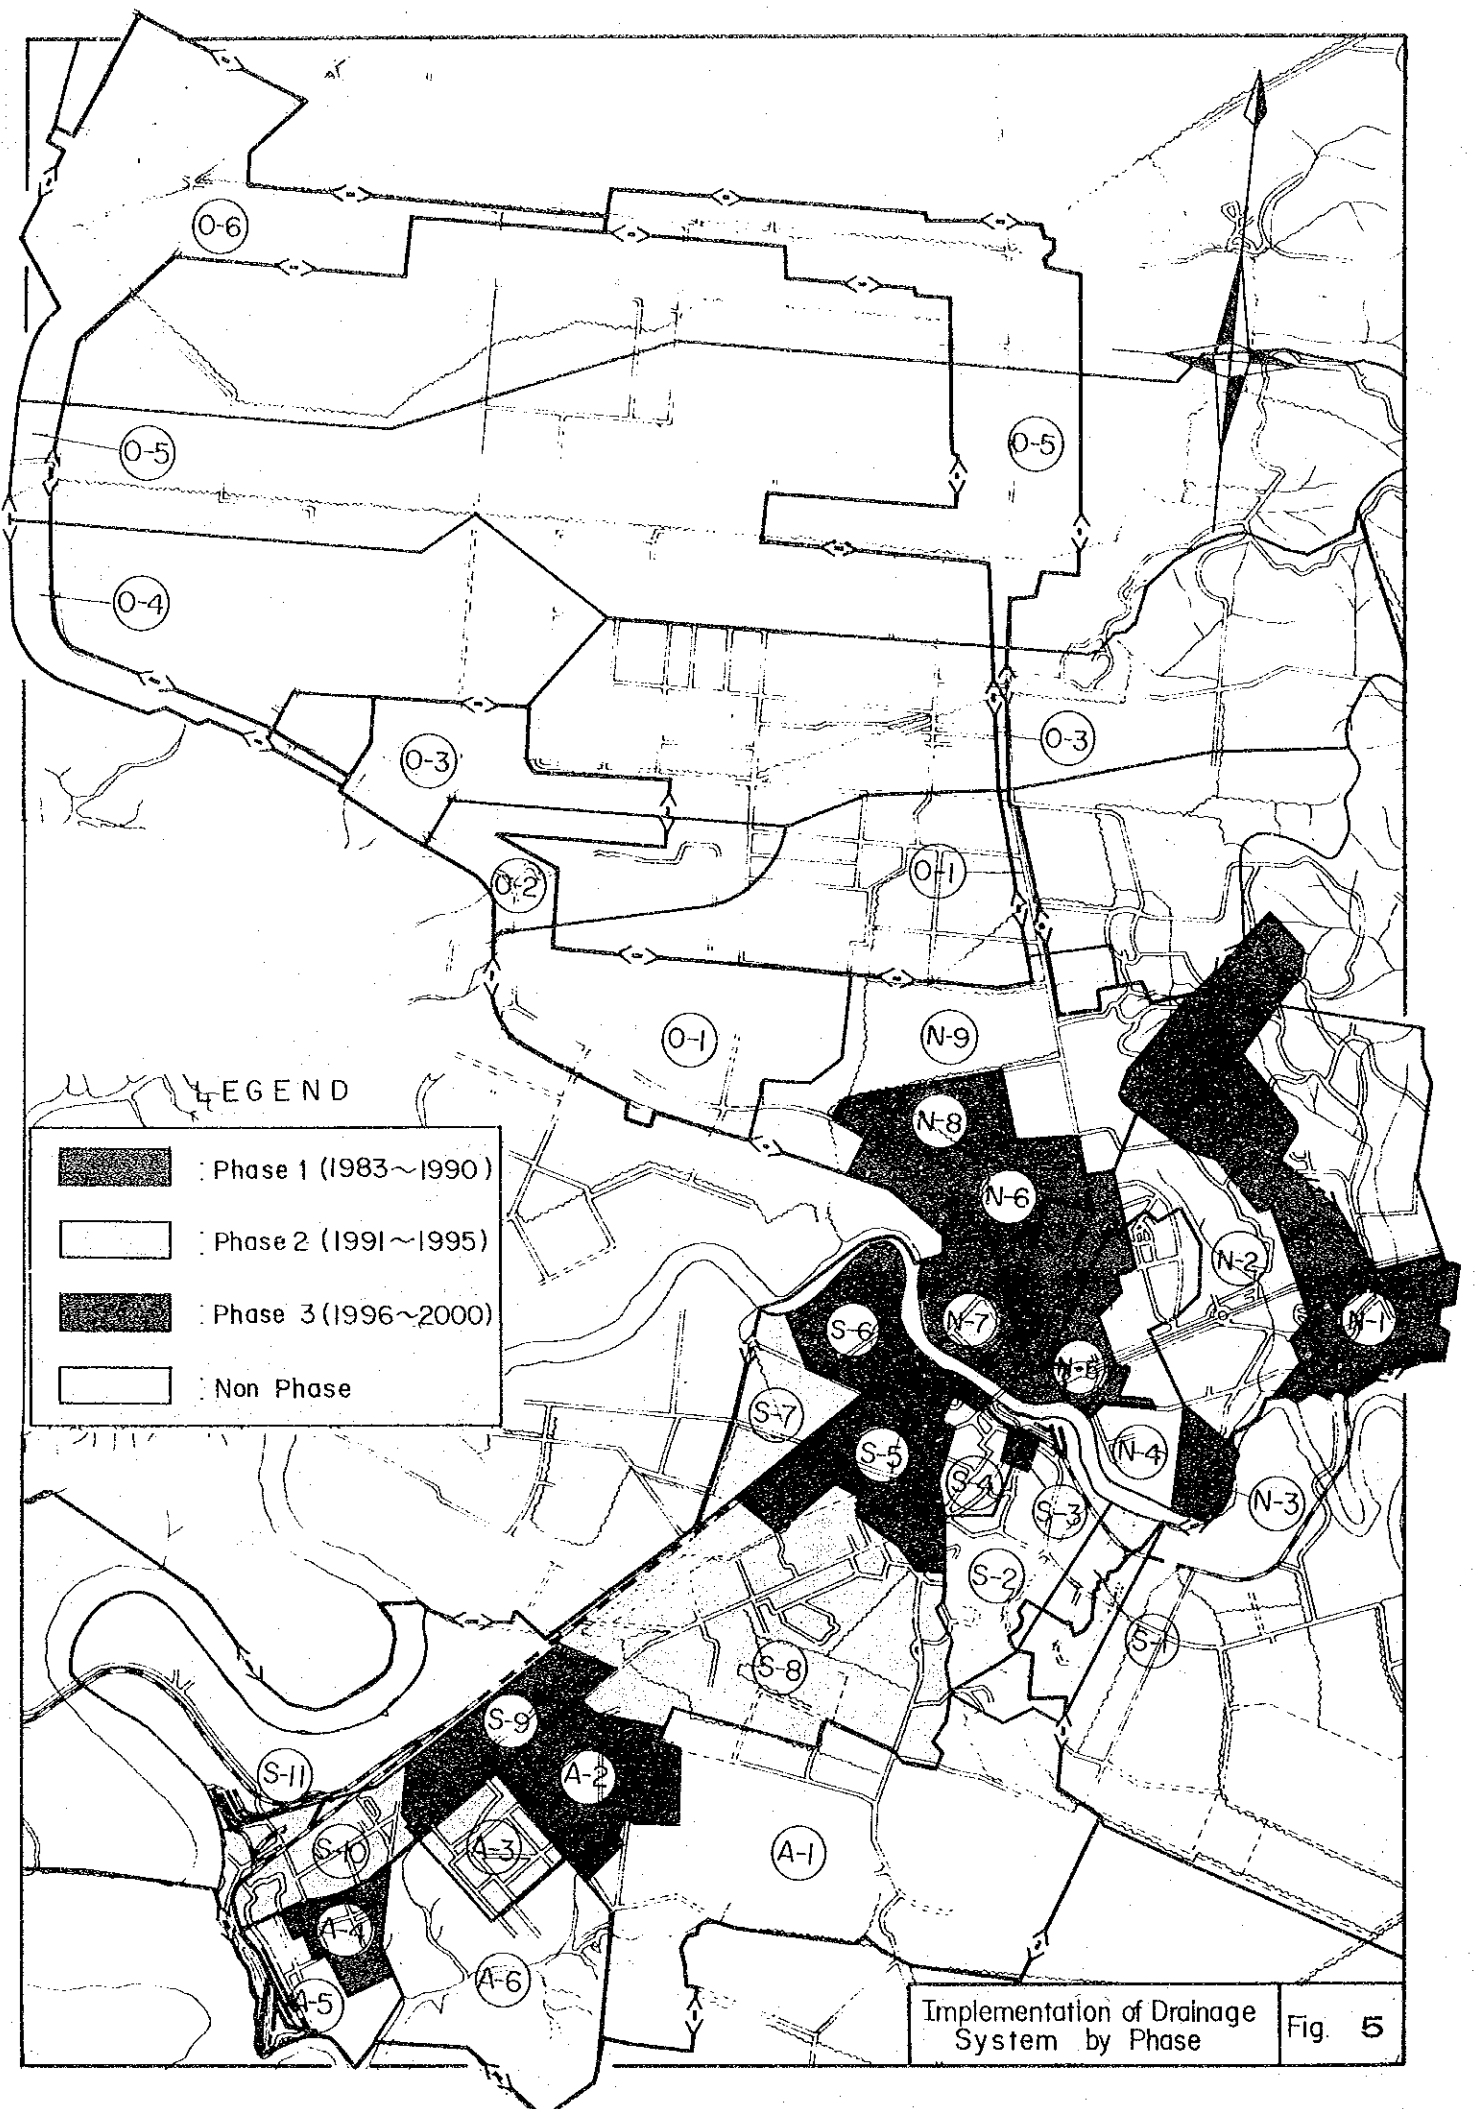 O-6
O-5
O-5
O-4
O-3
O-3
O-2
O-1
O-1
N-9
LEGEND
: Phase 1 (1983~1990)
: Phase 2 (1991~1995)
: Phase 3 (1996~2000)
: Non Phase
N-8
N-6
N-2
N-7
N-1
S-6
S-7
S-5
N-4
S-4
S-3
N-3
S-2
S-1
S-8
S-9
S-11
A-2
A-3
S-10
A-1
A-4
A-6
A-5
Implementation of Drainage
System by Phase
Fig. 5